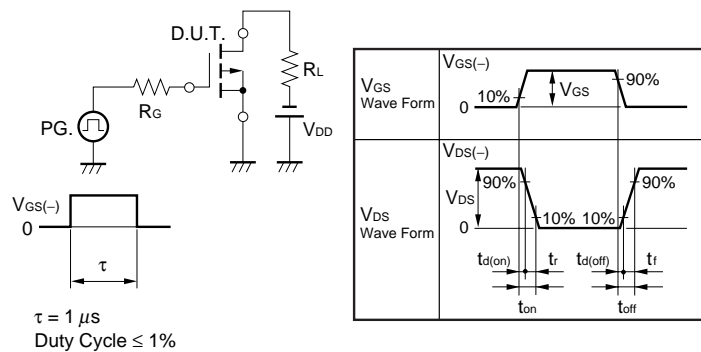 D.U.T.
RL
RG
PG.
VDD
VGS(−)
0
τ
τ = 1 μs
Duty Cycle ≤ 1%
VGS
Wave Form
VGS(−)
10%
VGS
90%
0
VDS
Wave Form
VDS(−)
VDS
90%
90%
10% 10%
0
td(on) tr td(off) tf
ton toff